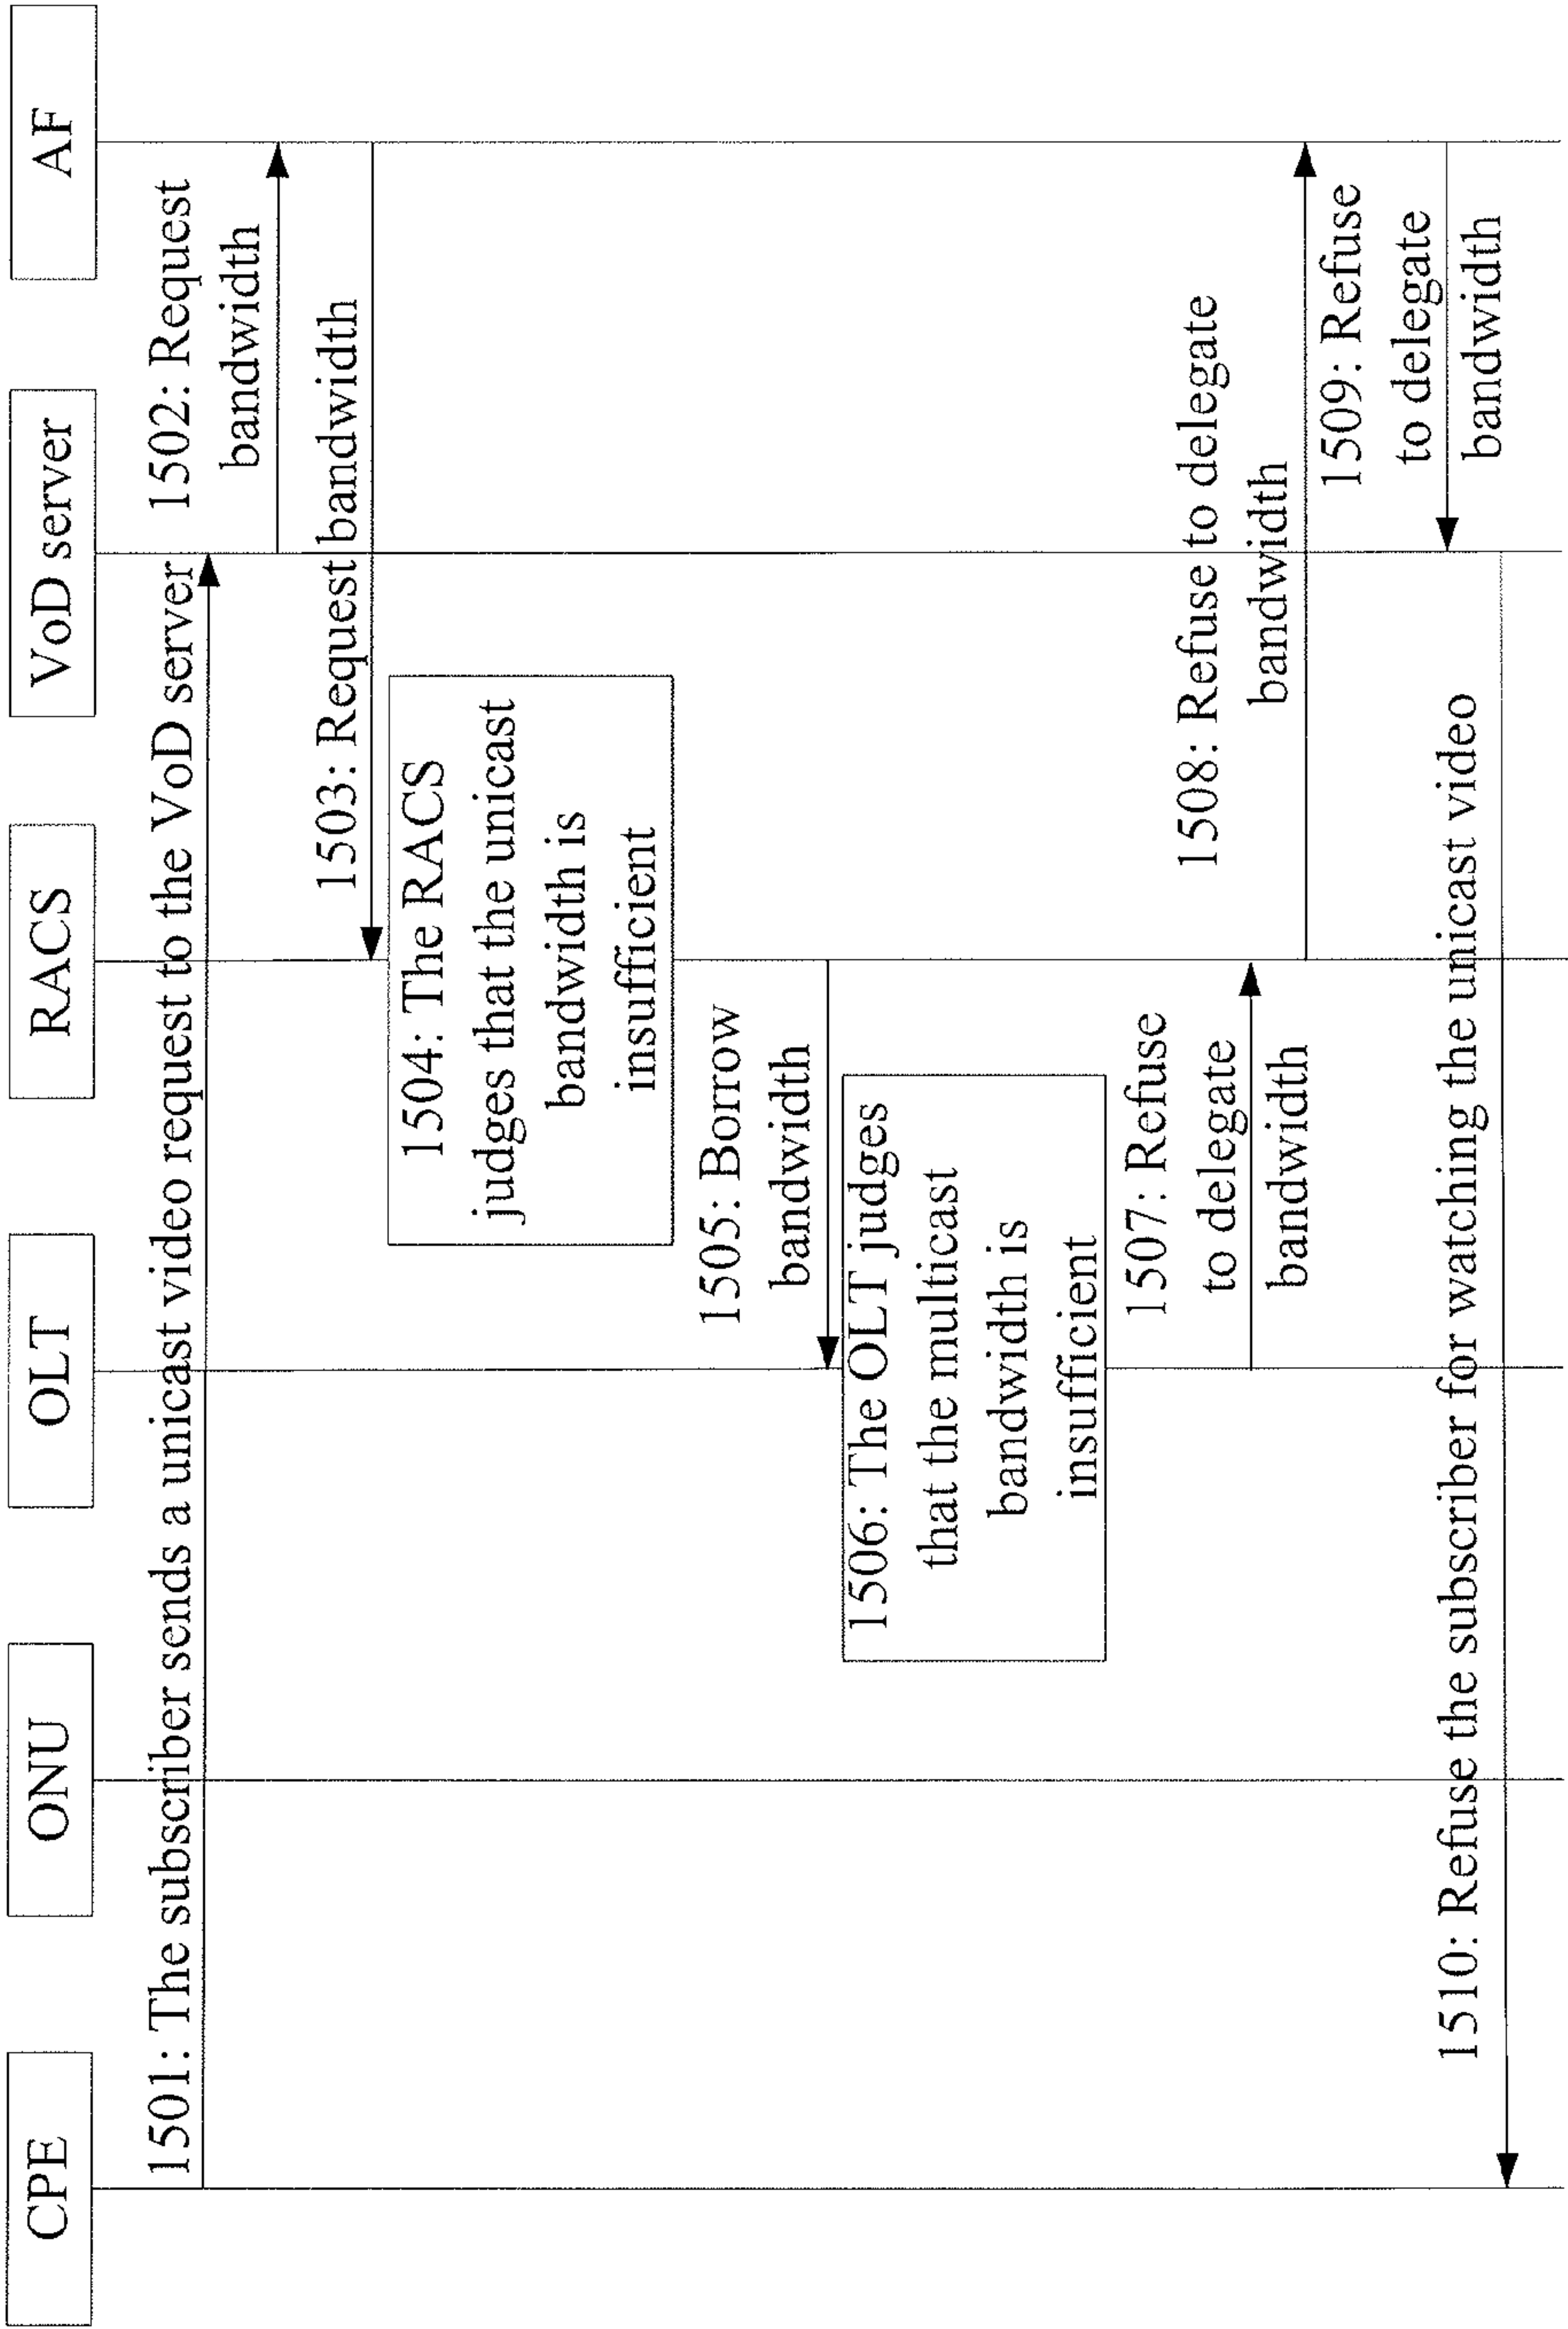 CPE
ONU
OLT
RACS
VoD server
AF
1501: The subscriber sends a unicast video request to the VoD server
1502: Request
bandwidth
1503: Request bandwidth
1504: The RACS
judges that the unicast
bandwidth is
insufficient
1505: Borrow
bandwidth
1506: The OLT judges
that the multicast
bandwidth is
insufficient
1507: Refuse
to delegate
bandwidth
1508: Refuse to delegate
bandwidth
1509: Refuse
to delegate
bandwidth
1510: Refuse the subscriber for watching the unicast video